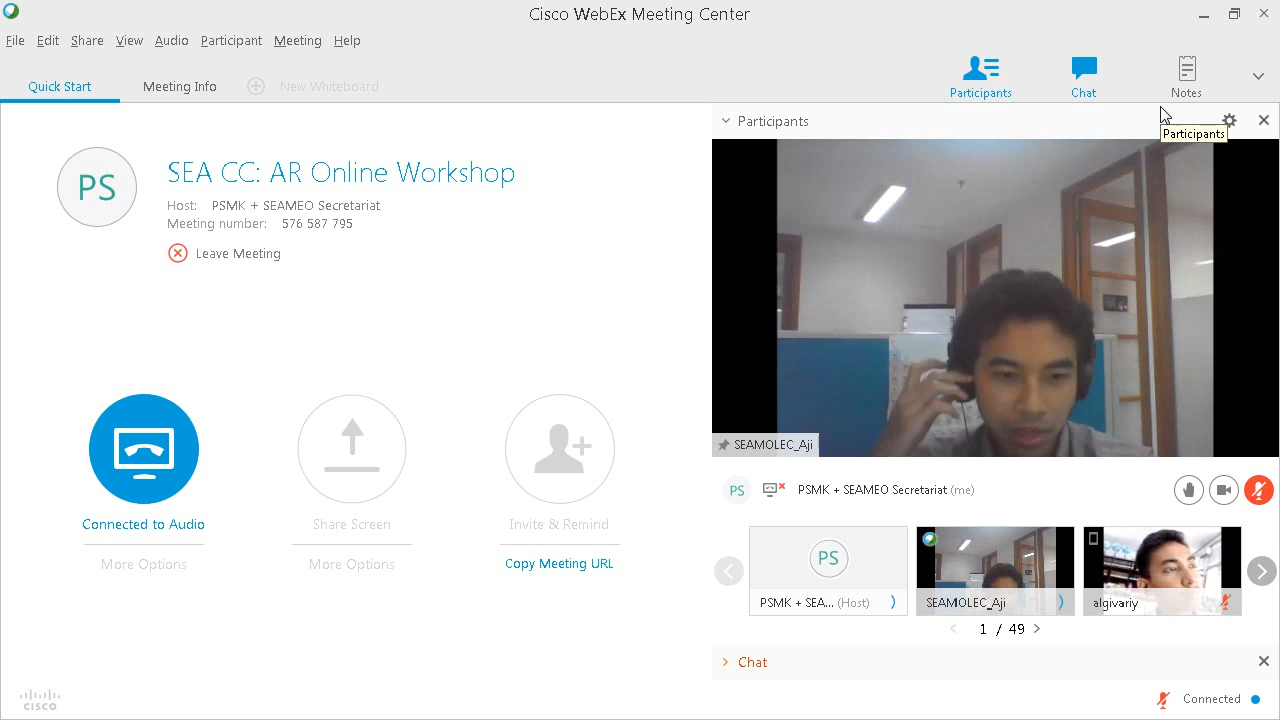 Cisco WebEx Meeting Center
File Edit Share View Audio Participant Meeting Help
Quick Start Meeting Info New Whiteboard
Participants Chat Notes
Participants
Participants
PS
SEA CC: AR Online Workshop
Host: PSMK + SEAMEO Secretariat
Meeting number: 576 587 795
Leave Meeting
SEAMOLEC_Aji
PS PSMK + SEAMEO Secretariat (me)
Connected to Audio Share Screen Invite & Remind
More Options More Options Copy Meeting URL
PS
PSMK + SEA... (Host) SEAMOLEC_Aji algivariy
1 / 49
Chat
Connected
CISCO